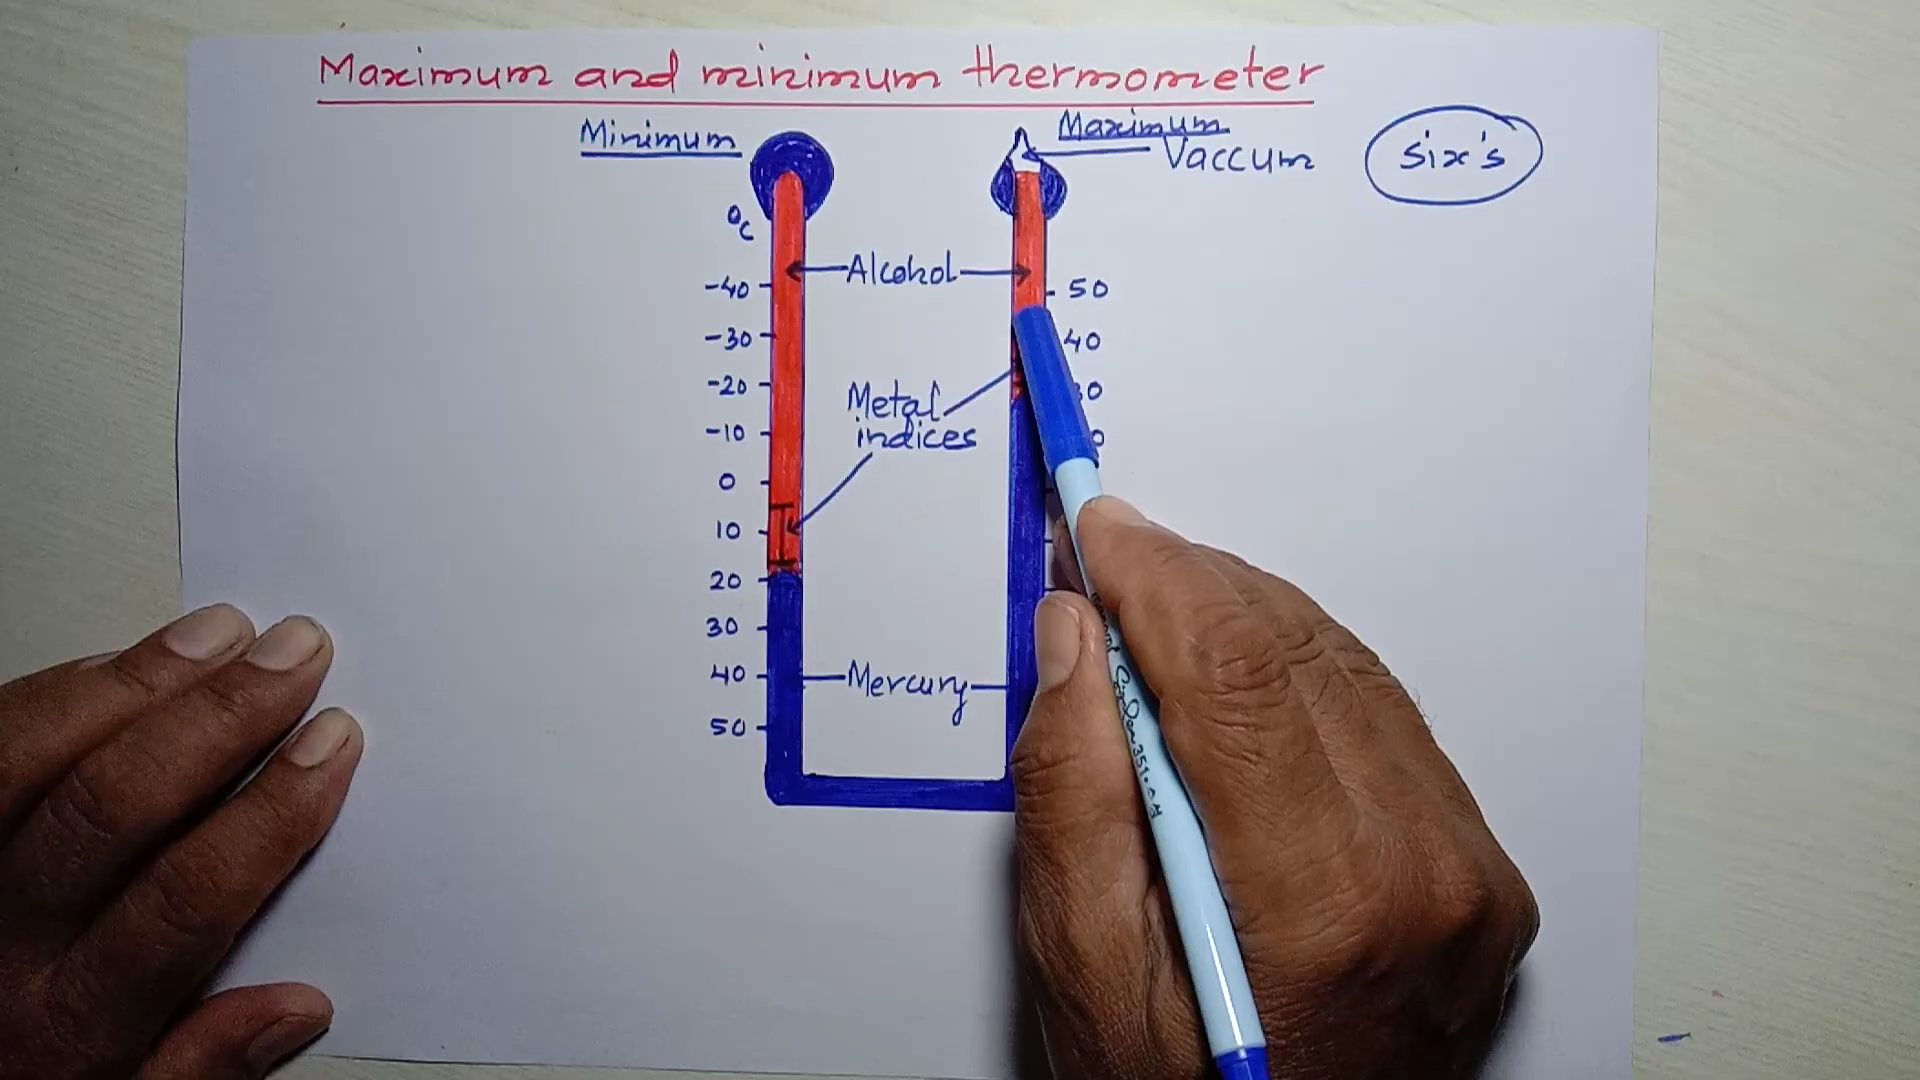 Maximum and minimum thermometer
Minimum
Maximum
Vaccum
six's
°C
Alcohol
-40
-30
-20
-10
0
10
20
30
40
50
50
40
Metal
indices
Mercury